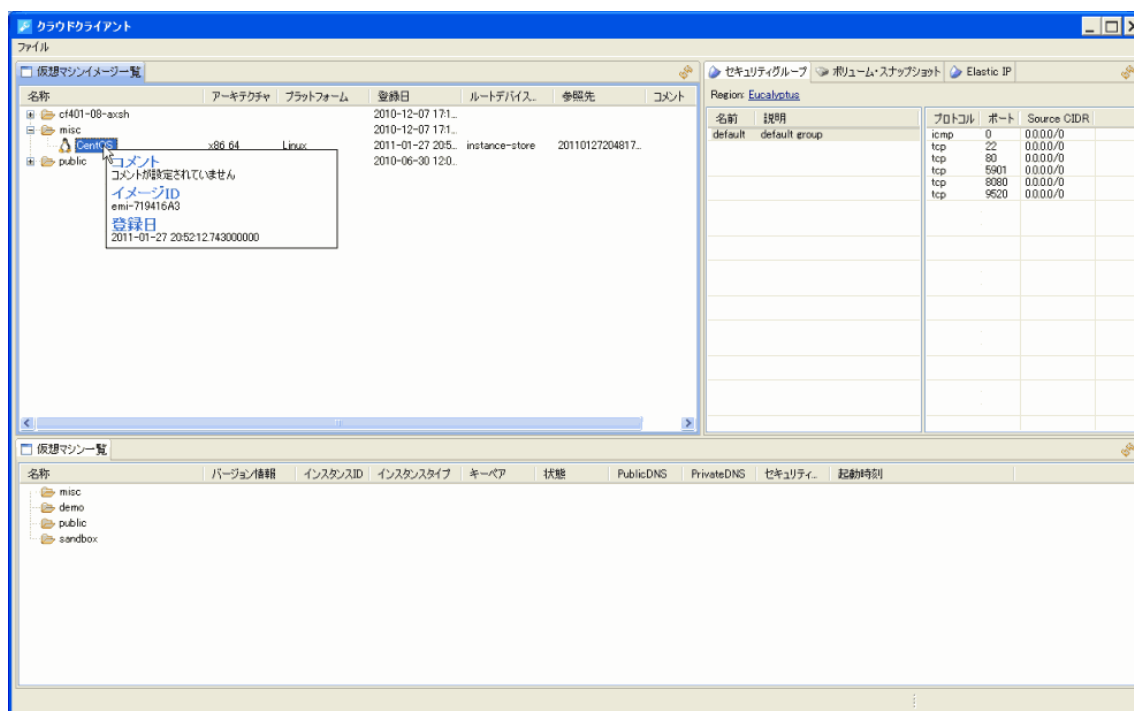 クラウドクライアント
ファイル
仮想マシンイメージ一覧
名称 アーキテクチャ プラットフォーム 登録日 ルートデバイス... 参照先 コメント
cf401-08-axsh 2010-12-07 17:1...
misc 2010-12-07 17:1...
CentOS x86_64 Linux 2011-01-27 20:5... instance-store 20110127204817...
public 2010-06-30 12:0...
コメント
コメントが設定されていません
イメージID
emi-719416A3
登録日
2011-01-27 20:52:12.743000000
セキュリティグループ ボリューム・スナップショット Elastic IP
Region: Eucalyptus
名前 説明
default default group
プロトコル ポート Source CIDR
icmp 0 0.0.0.0/0
tcp 22 0.0.0.0/0
tcp 80 0.0.0.0/0
tcp 5901 0.0.0.0/0
tcp 8080 0.0.0.0/0
tcp 9520 0.0.0.0/0
仮想マシン一覧
名称 バージョン情報 インスタンスID インスタンスタイプ キーペア 状態 PublicDNS PrivateDNS セキュリティ... 起動時刻
misc
demo
public
sandbox